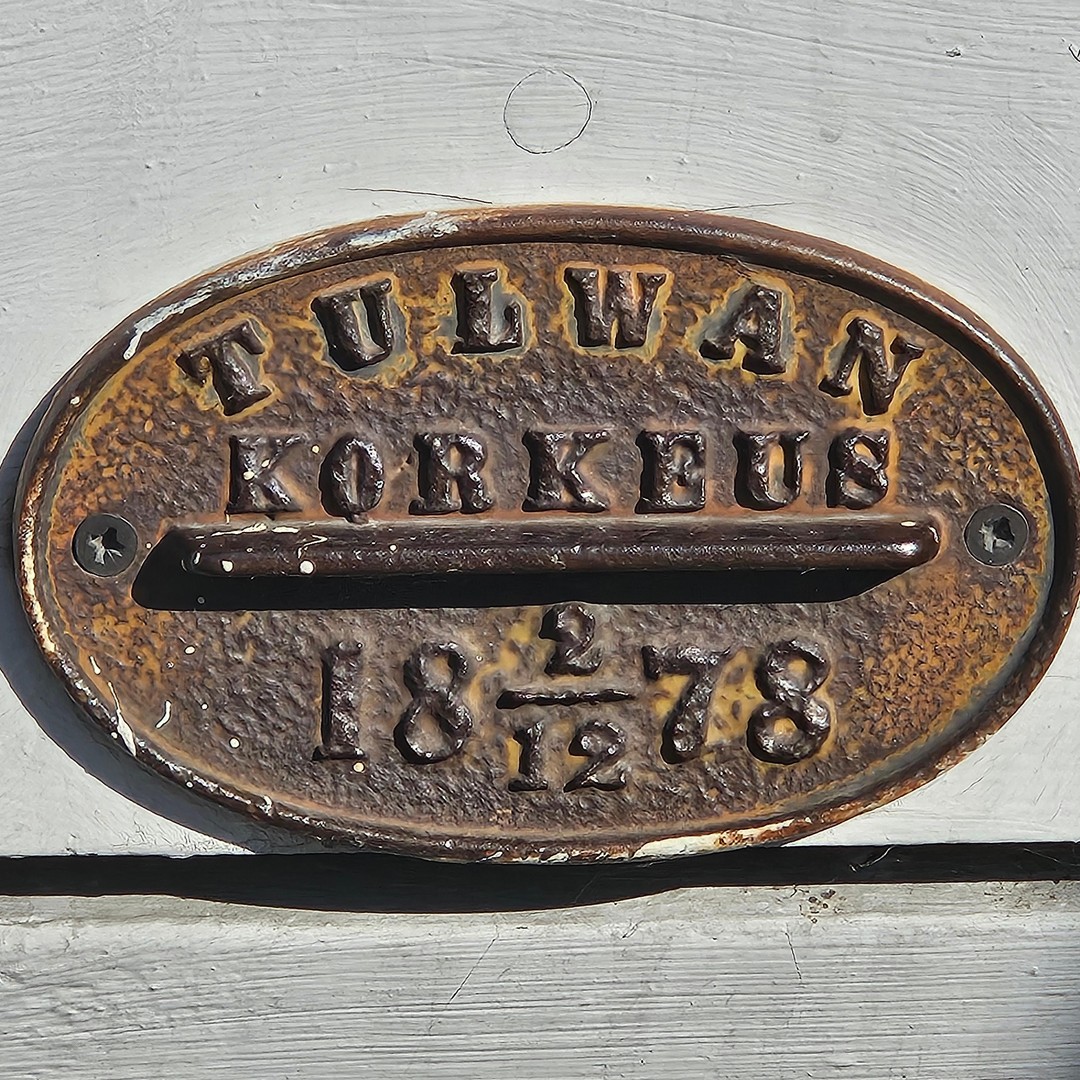 TULWAN
KORKEUS
18 2/12 78